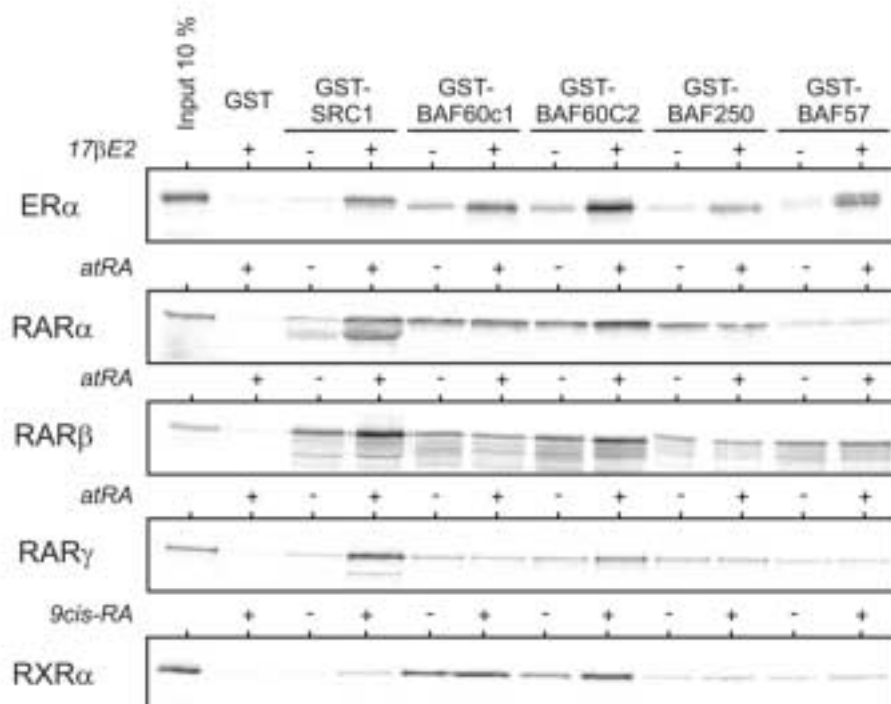 Input 10 %
GST
GST-SRC1
GST-BAF60c1
GST-BAF60C2
GST-BAF250
GST-BAF57
17βE2 + - + - + - + - + - +
ERα
atRA + - + - + - + - + - +
RARα
atRA + - + - + - + - + - +
RARβ
atRA + - + - + - + - + - +
RARγ
9cis-RA + - + - + - + - + - +
RXRα